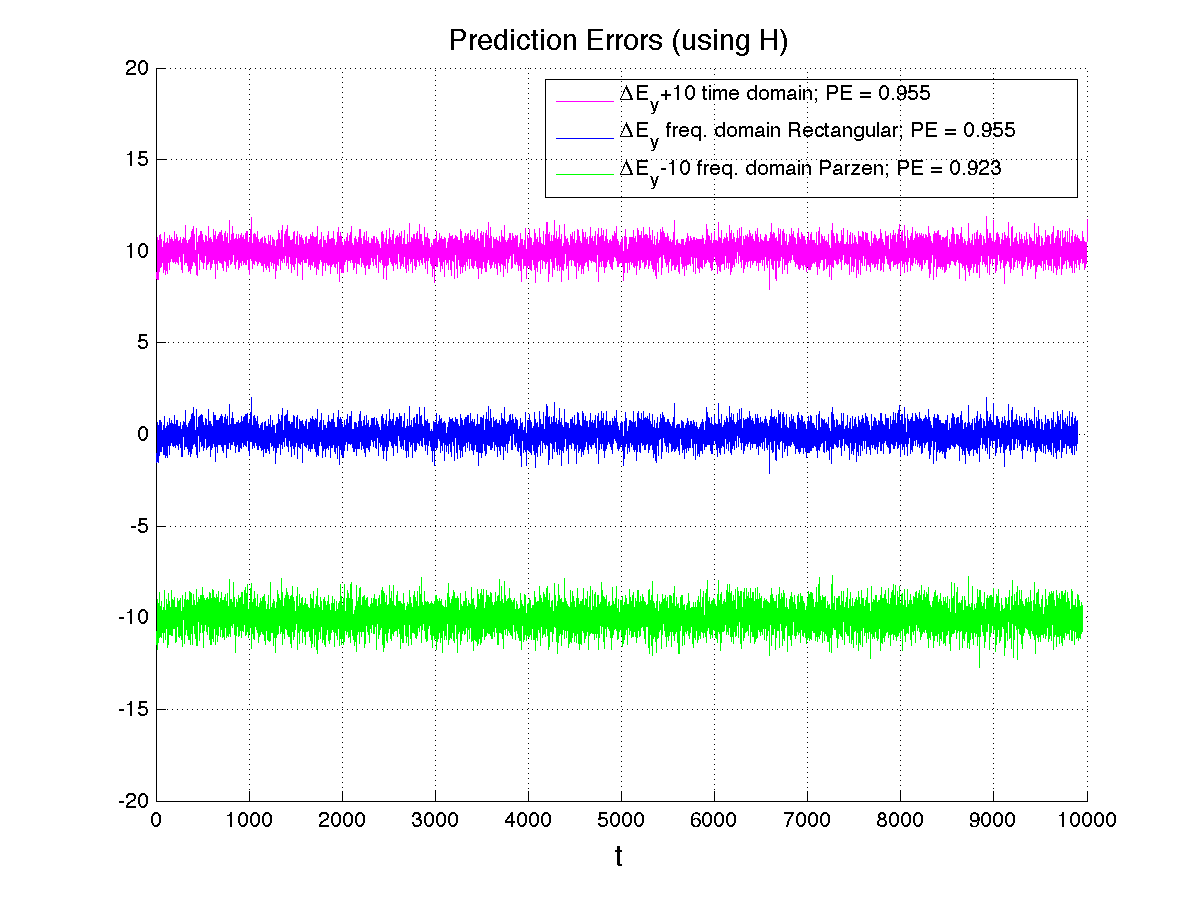 Prediction Errors (using H)
20
15
10
5
0
-5
-10
-15
-20
ΔE_y+10 time domain; PE = 0.955
ΔE_y freq. domain Rectangular; PE = 0.955
ΔE_y-10 freq. domain Parzen; PE = 0.923
0 1000 2000 3000 4000 5000 6000 7000 8000 9000 10000
t